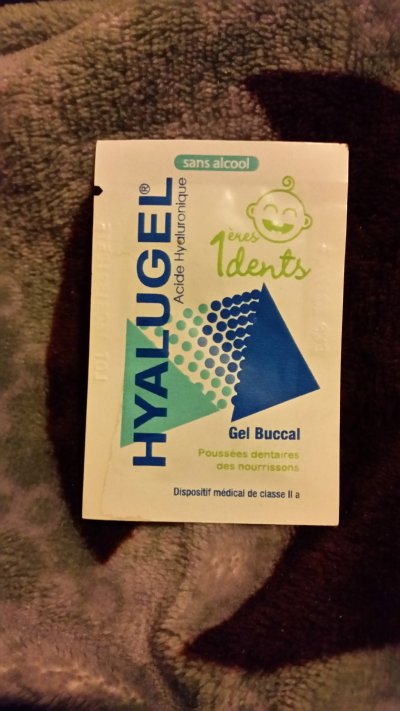 sans alcool
HYALUGEL®
Acide Hyaluronique
1ères
dents
Gel Buccal
Poussées dentaires
des nourrissons
Dispositif médical de classe II a